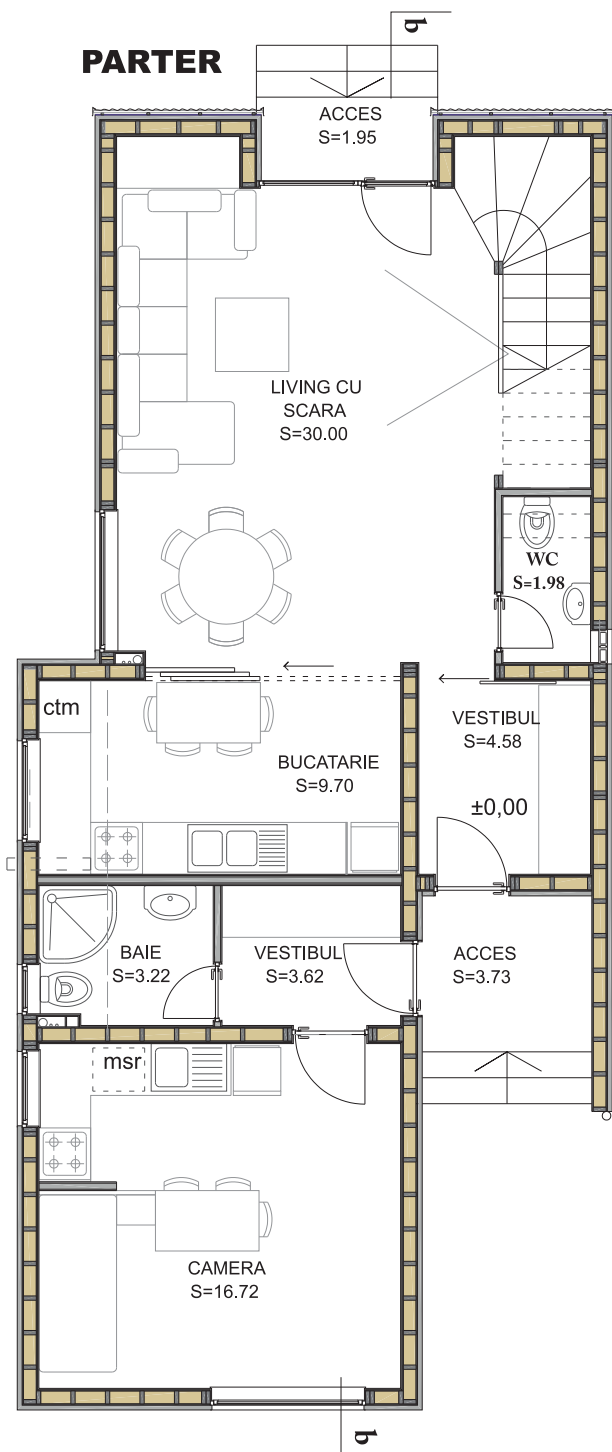 b
PARTER
ACCES
S=1.95
LIVING CU
SCARA
S=30.00
WC
S=1.98
ctm
VESTIBUL
S=4.58
BUCATARIE
S=9.70
±0,00
BAIE
S=3.22
VESTIBUL
S=3.62
ACCES
S=3.73
msr
CAMERA
S=16.72
b